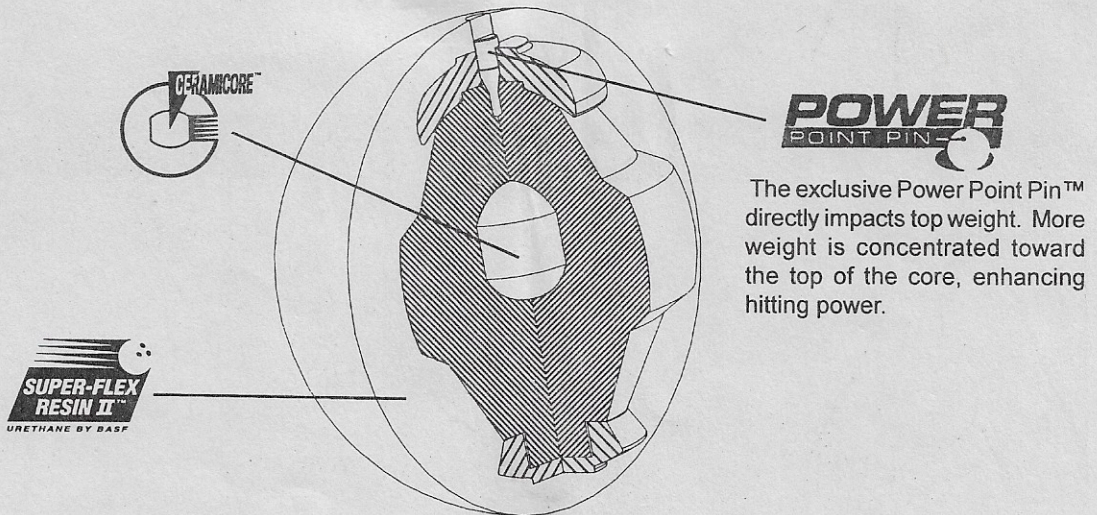 CERAMICORE™
POWER
POINT PIN
The exclusive Power Point Pin™
directly impacts top weight. More
weight is concentrated toward
the top of the core, enhancing
hitting power.
SUPER-FLEX
RESIN II™
URETHANE BY BASF